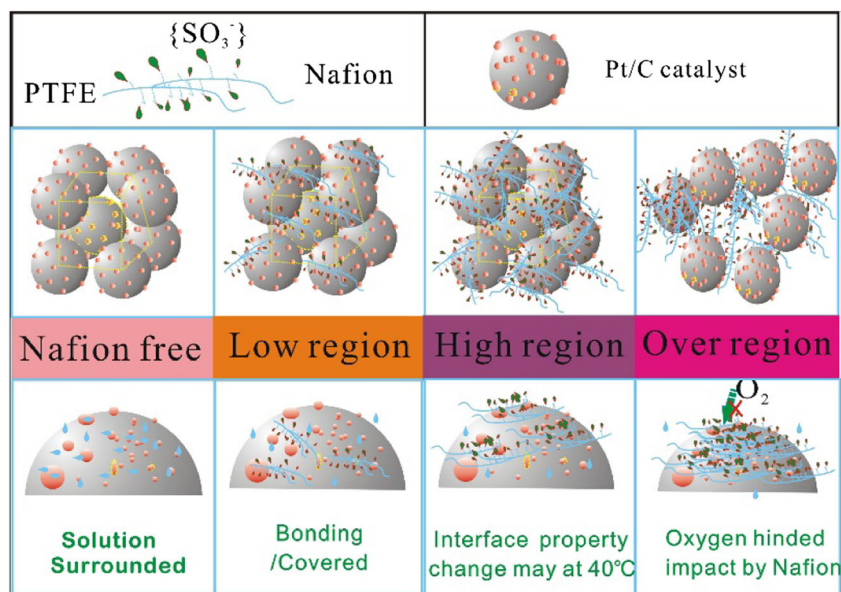 {SO3-}
PTFE
Nafion
Pt/C catalyst
Nafion free
Low region
High region
Over region
O2
Solution
Surrounded
Bonding
/Covered
Interface property
change may at 40℃
Oxygen hinded
impact by Nafion